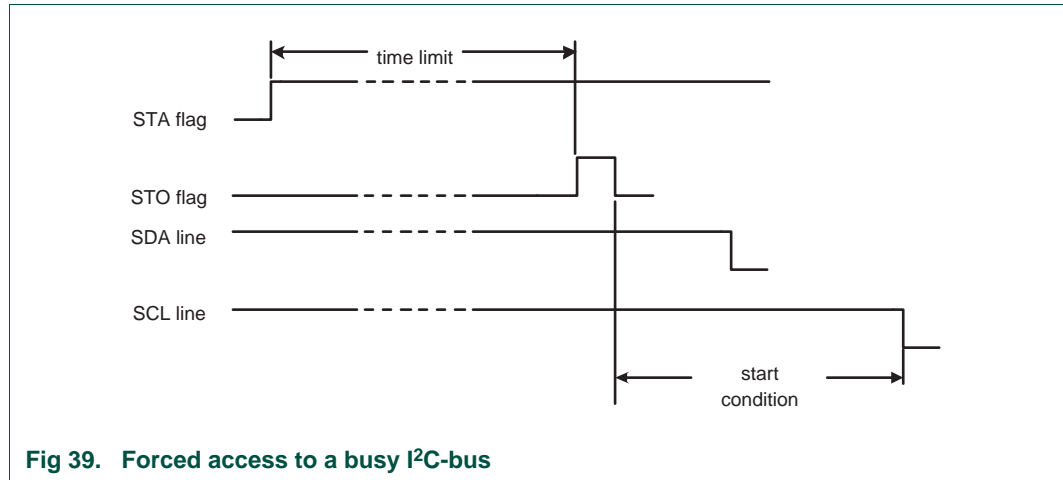 time limit
STA flag
STO flag
SDA line
SCL line
start
condition
Fig 39. Forced access to a busy I²C-bus